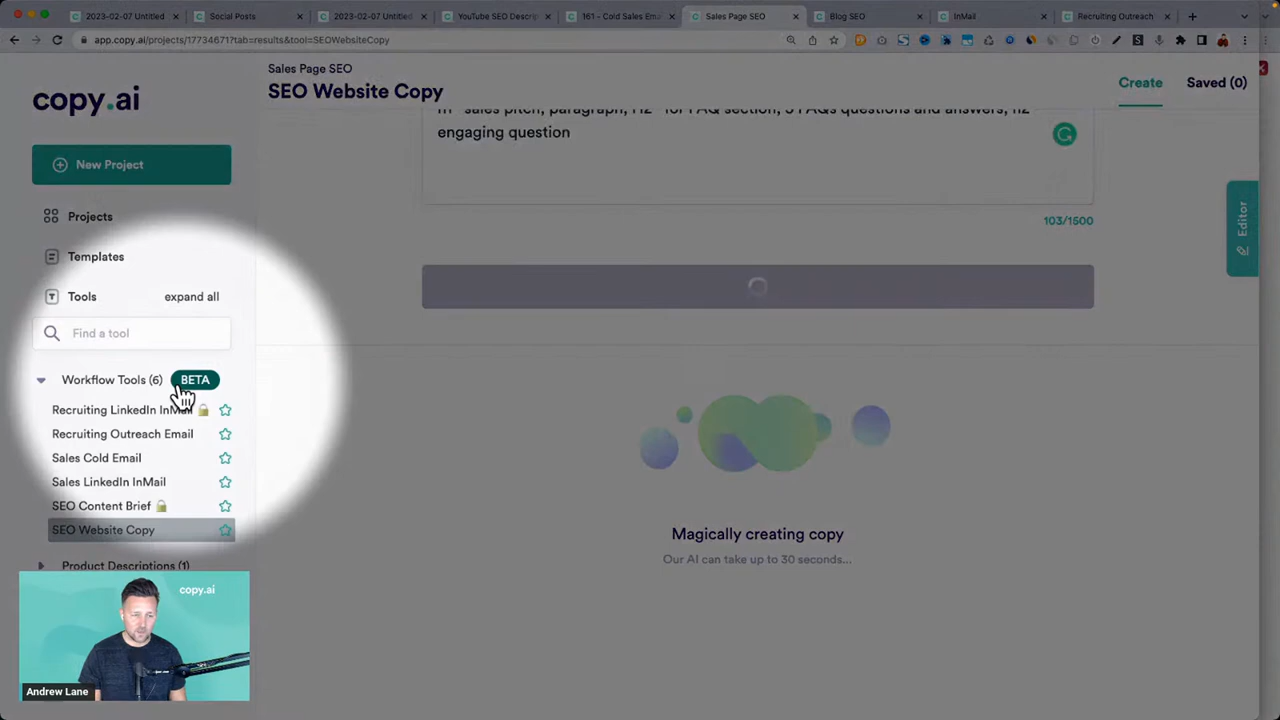 2023-02-07 Untitled
Social Posts
2023-02-07 Untitled
YouTube SEO Descrip
161 - Cold Sales Ema
Sales Page SEO
Blog SEO
InMail
Recruiting Outreach
app.copy.ai/projects/17734671?tab=results&tool=SEOWebsiteCopy
copy.ai
New Project
Projects
Templates
Tools
expand all
Find a tool
Workflow Tools (6)
BETA
Recruiting LinkedIn InMail
Recruiting Outreach Email
Sales Cold Email
Sales LinkedIn InMail
SEO Content Brief
SEO Website Copy
Product Descriptions (1)
Sales Page SEO
SEO Website Copy
Create
Saved (0)
sales pitch, paragraph, H2 - for FAQ section, 5 FAQs questions and answers, H2 -
engaging question
103/1500
Editor
Magically creating copy
Our AI can take up to 30 seconds...
copy.ai
Andrew Lane